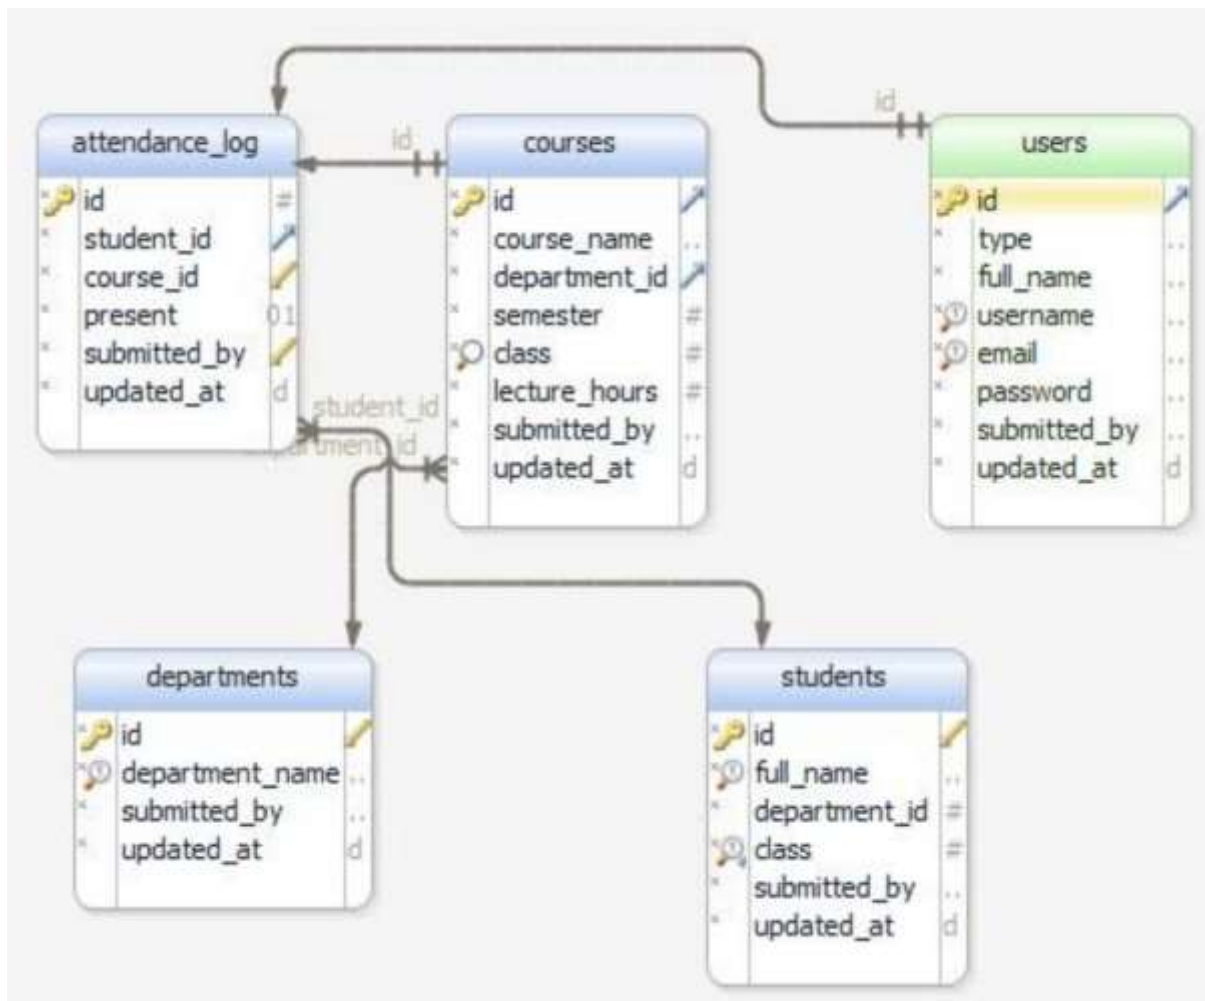 id
attendance_log
id
courses
users
id #
student_id
course_id
present 01
submitted_by
updated_at d
id
course_name ..
department_id
semester #
class #
lecture_hours #
submitted_by ..
updated_at d
id
type ..
full_name ..
username ..
email ..
password ..
submitted_by ..
updated_at d
student_id
departments
id
department_name ..
submitted_by ..
updated_at d
students
id
full_name ..
department_id #
class #
submitted_by ..
updated_at d